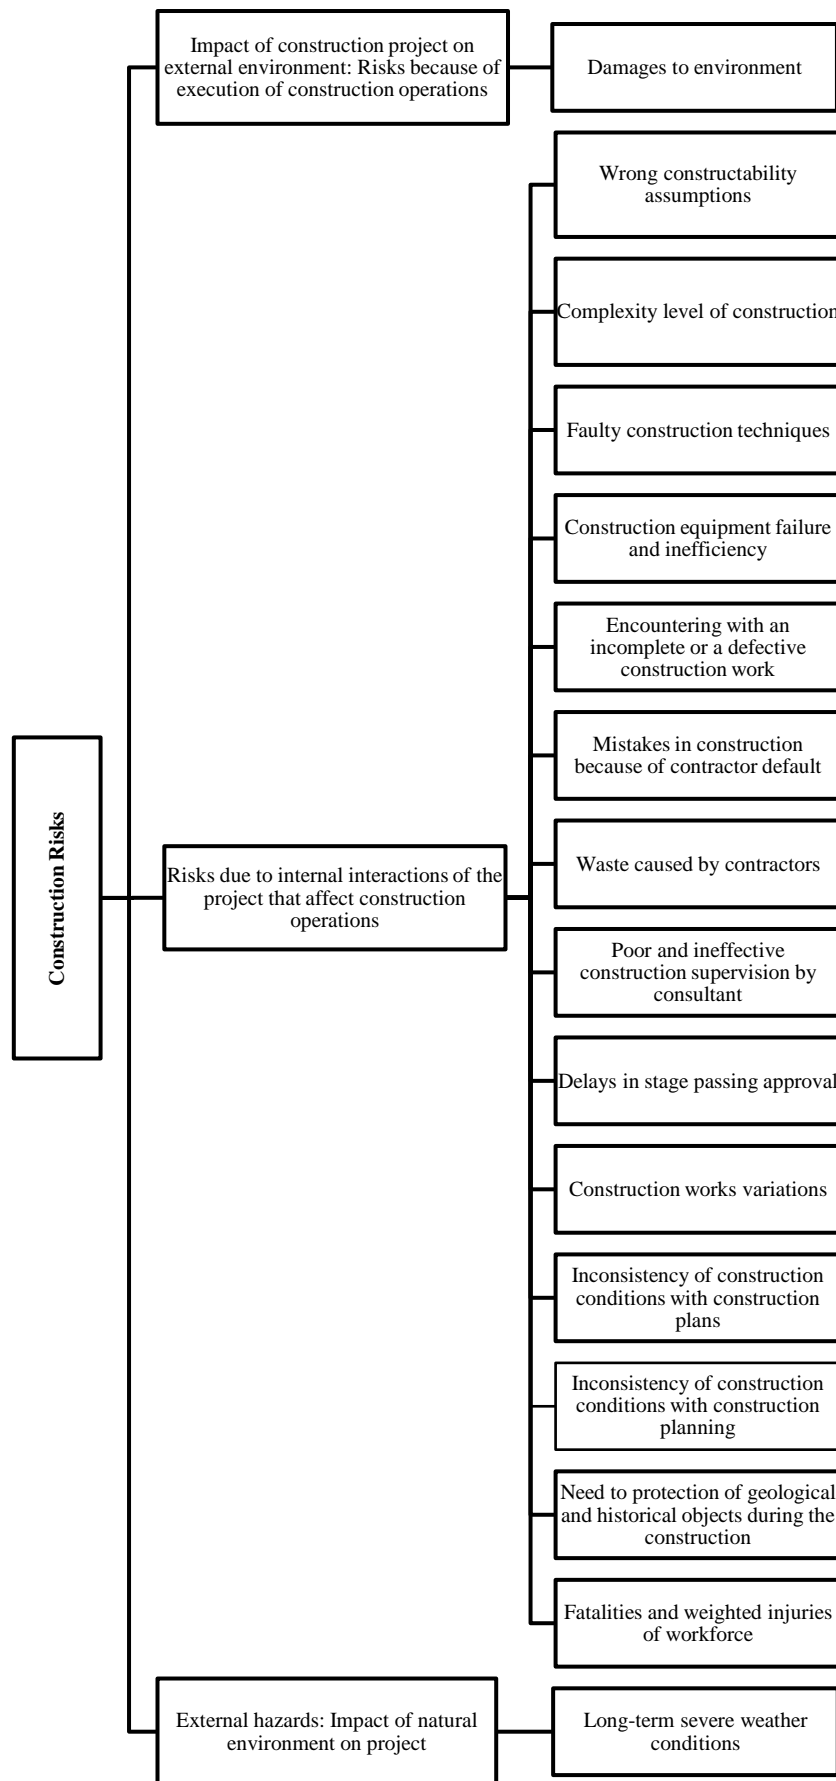 Construction Risks
Impact of construction project on
external environment: Risks because of
execution of construction operations
Damages to environment
Risks due to internal interactions of the
project that affect construction
operations
Wrong constructability
assumptions
Complexity level of construction
Faulty construction techniques
Construction equipment failure
and inefficiency
Encountering with an
incomplete or a defective
construction work
Mistakes in construction
because of contractor default
Waste caused by contractors
Poor and ineffective
construction supervision by
consultant
Delays in stage passing approval
Construction works variations
Inconsistency of construction
conditions with construction
plans
Inconsistency of construction
conditions with construction
planning
Need to protection of geological
and historical objects during the
construction
Fatalities and weighted injuries
of workforce
External hazards: Impact of natural
environment on project
Long-term severe weather
conditions